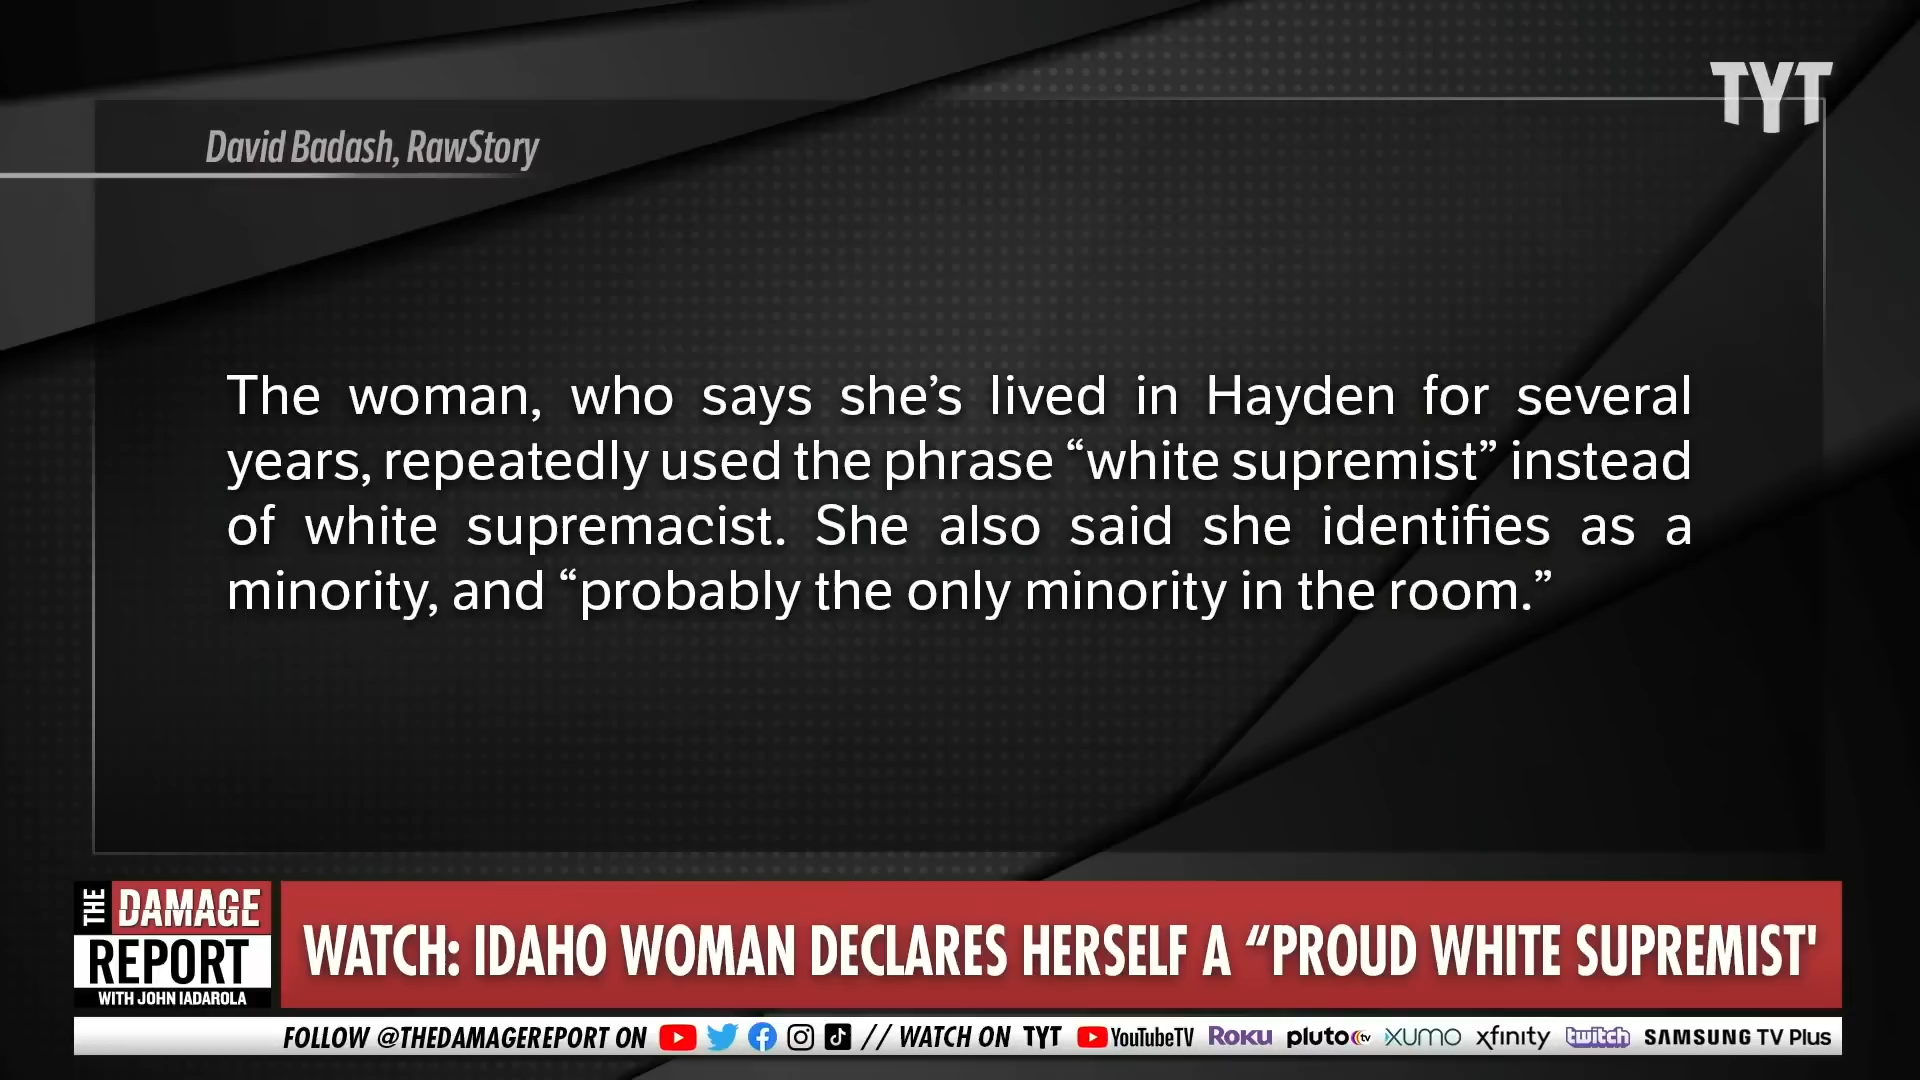 TYT
David Badash, RawStory
The woman, who says she’s lived in Hayden for several
years, repeatedly used the phrase “white supremist” instead
of white supremacist. She also said she identifies as a
minority, and “probably the only minority in the room.”
THE DAMAGE
REPORT
WITH JOHN IADAROLA
WATCH: IDAHO WOMAN DECLARES HERSELF A “PROUD WHITE SUPREMIST'
FOLLOW @THEDAMAGEREPORT ON // WATCH ON TYT YouTubeTV ROKU pluto tv XUMO xfinity twitch SAMSUNG TV Plus